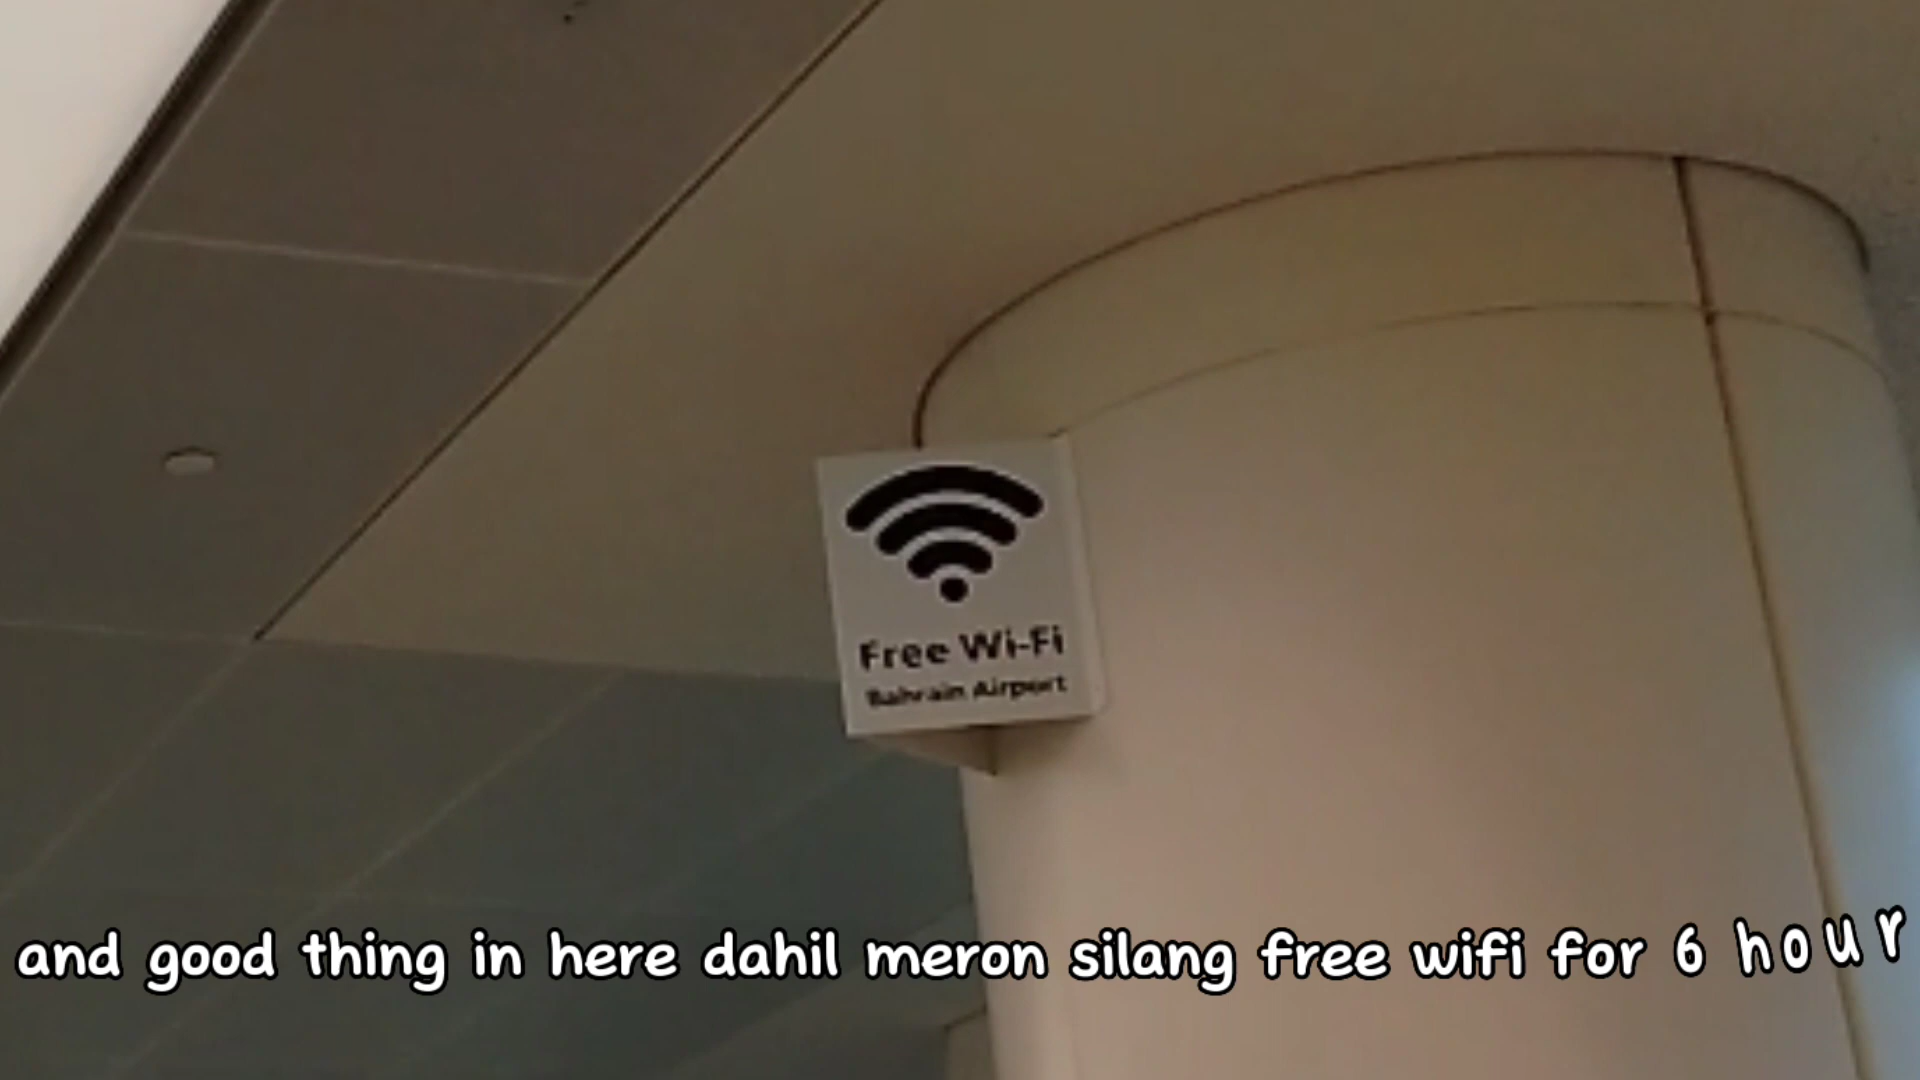 Free Wi-Fi
Bahrain Airport
and good thing in here dahil meron silang free wifi for 6 hour